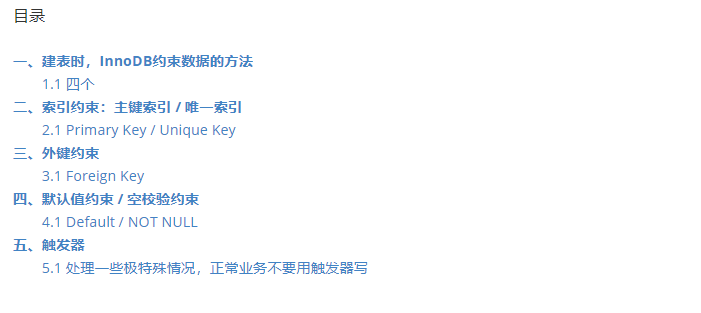 目录
一、建表时，InnoDB约束数据的方法
1.1 四个
二、索引约束：主键索引 / 唯一索引
2.1 Primary Key / Unique Key
三、外键约束
3.1 Foreign Key
四、默认值约束 / 空校验约束
4.1 Default / NOT NULL
五、触发器
5.1 处理一些极特殊情况，正常业务不要用触发器写